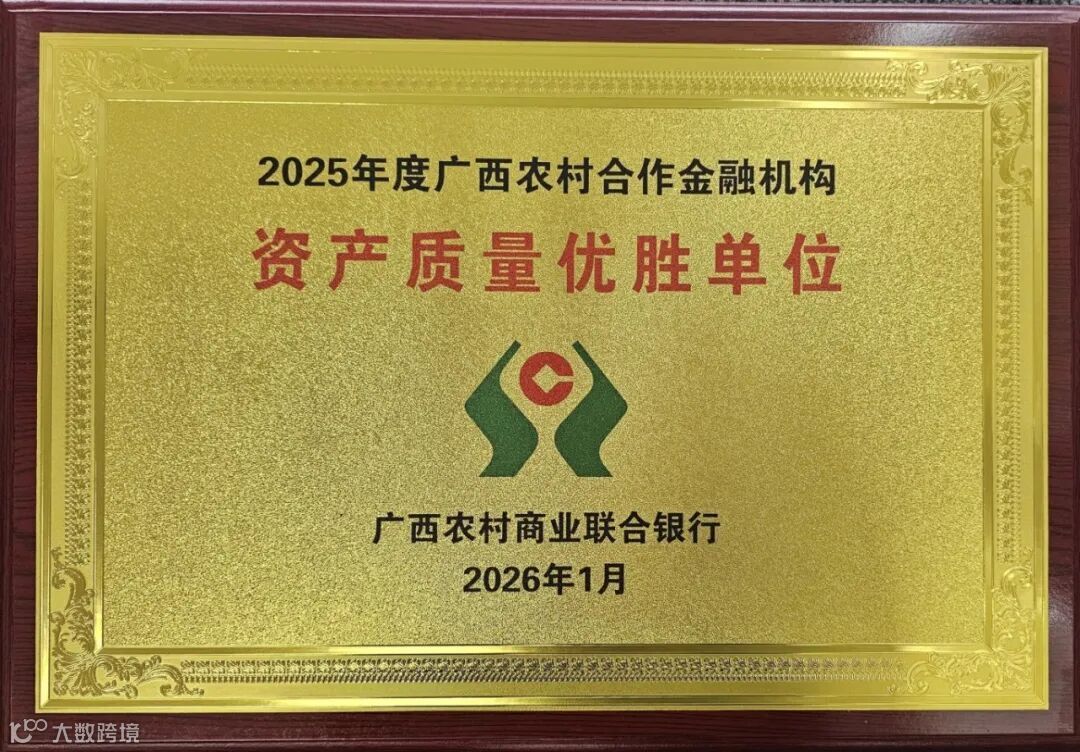 2025年度广西农村合作金融机构
资产质量优胜单位
广西农村商业联合银行
2026年1月
大数跨境